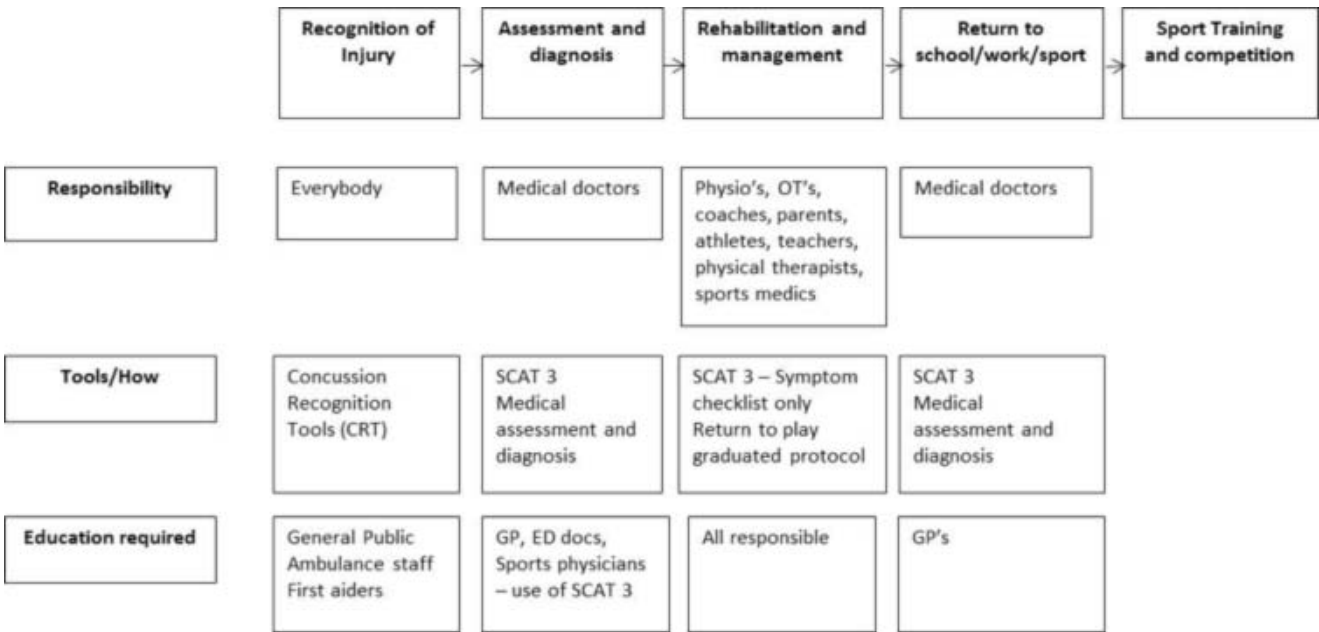 Recognition of
Injury
Assessment and
diagnosis
Rehabilitation and
management
Return to
school/work/sport
Sport Training
and competition
Responsibility
Everybody
Medical doctors
Physio's, OT's,
coaches, parents,
athletes, teachers,
physical therapists,
sports medics
Medical doctors
Tools/How
Concussion
Recognition
Tools (CRT)
SCAT 3
Medical
assessment and
diagnosis
SCAT 3 – Symptom
checklist only
Return to play
graduated protocol
SCAT 3
Medical
assessment and
diagnosis
Education required
General Public
Ambulance staff
First aiders
GP, ED docs,
Sports physicians
– use of SCAT 3
All responsible
GP's